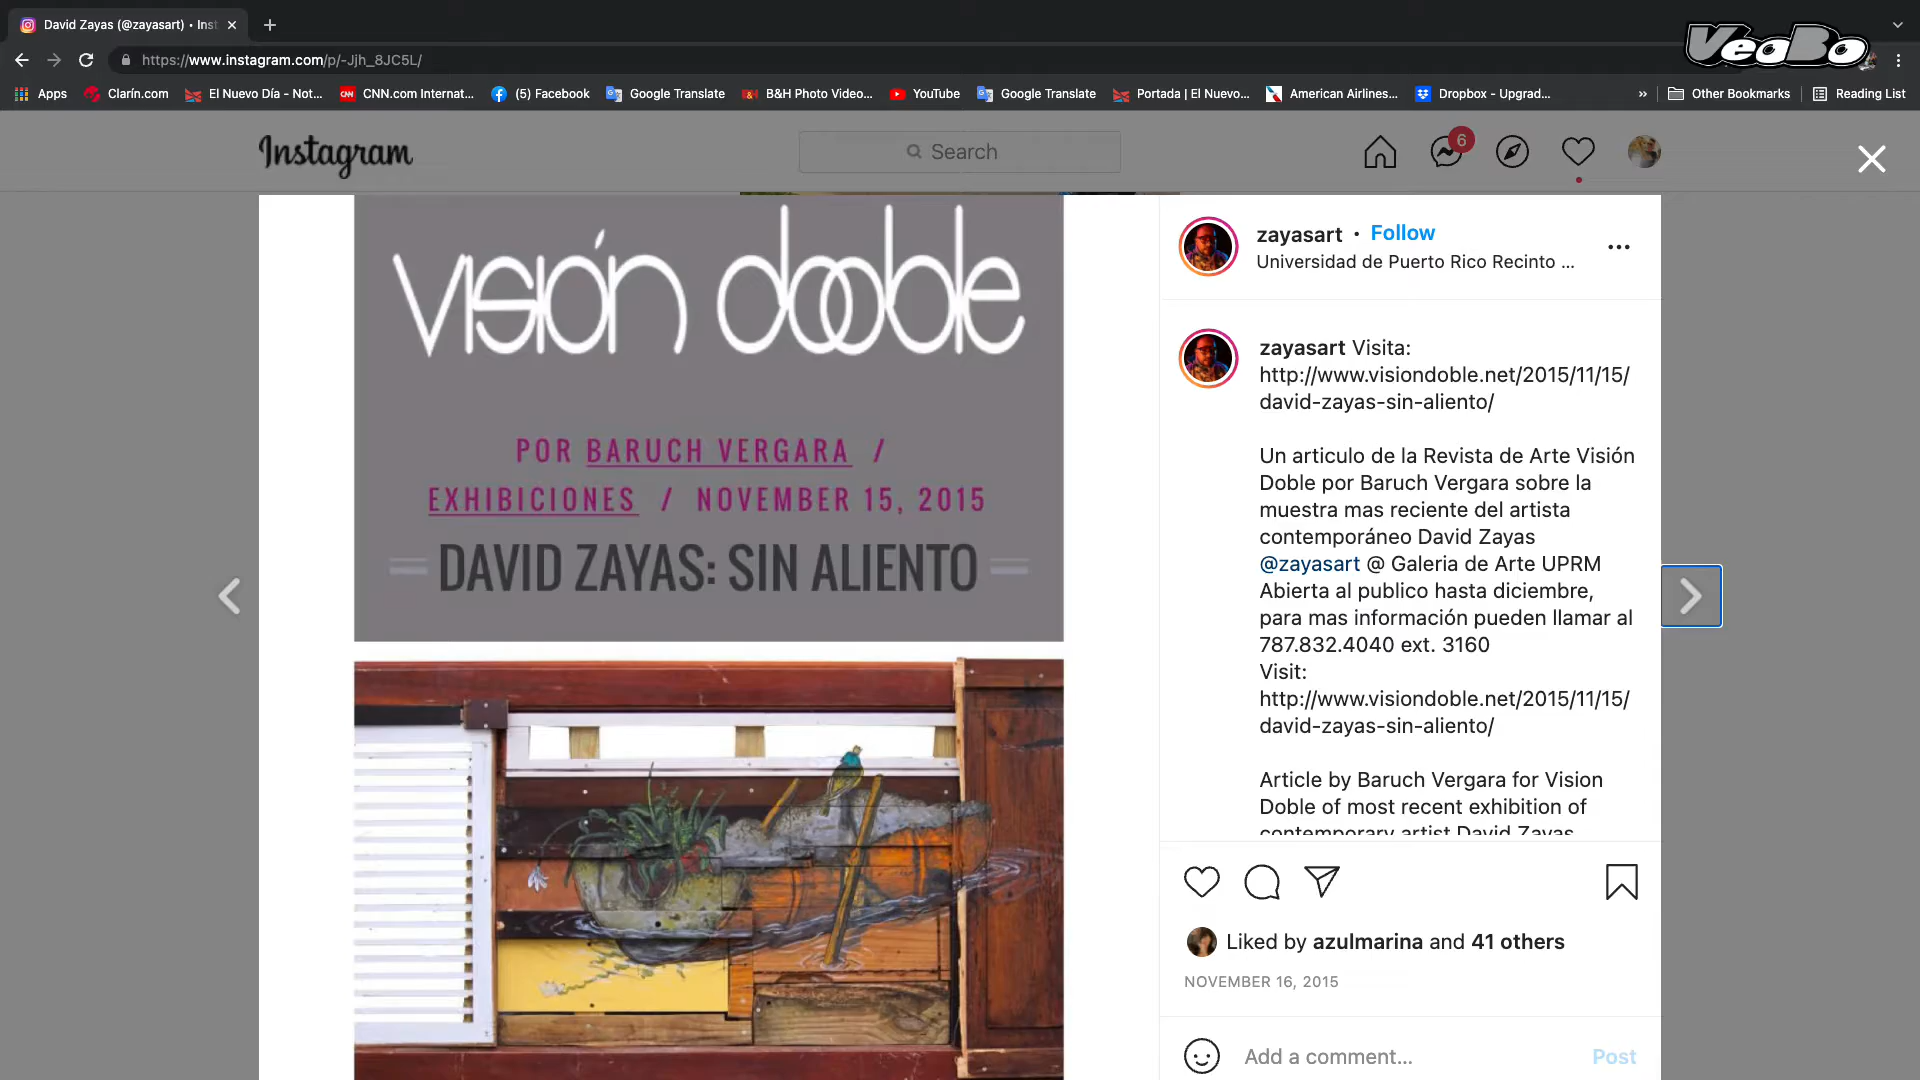 David Zayas (@zayasart) • Inst
VeaBo
https://www.instagram.com/p/-Jjh_8JC5L/
Apps
Clarín.com
El Nuevo Día - Not...
CNN.com Internat...
(5) Facebook
Google Translate
B&H Photo Video...
YouTube
Google Translate
Portada | El Nuevo...
American Airlines...
Dropbox - Upgrad...
»
Other Bookmarks
Reading List
Instagram
Search
6
visión dooble
POR BARUCH VERGARA /
EXHIBICIONES / NOVEMBER 15, 2015
DAVID ZAYAS: SIN ALIENTO
zayasart • Follow
Universidad de Puerto Rico Recinto ...
zayasart Visita:
http://www.visiondoble.net/2015/11/15/
david-zayas-sin-aliento/
Un articulo de la Revista de Arte Visión
Doble por Baruch Vergara sobre la
muestra mas reciente del artista
contemporáneo David Zayas
@zayasart @ Galeria de Arte UPRM
Abierta al publico hasta diciembre,
para mas información pueden llamar al
787.832.4040 ext. 3160
Visit:
http://www.visiondoble.net/2015/11/15/
david-zayas-sin-aliento/
Article by Baruch Vergara for Vision
Doble of most recent exhibition of
contemporary artist David Zayas
Liked by azulmarina and 41 others
NOVEMBER 16, 2015
Add a comment...
Post